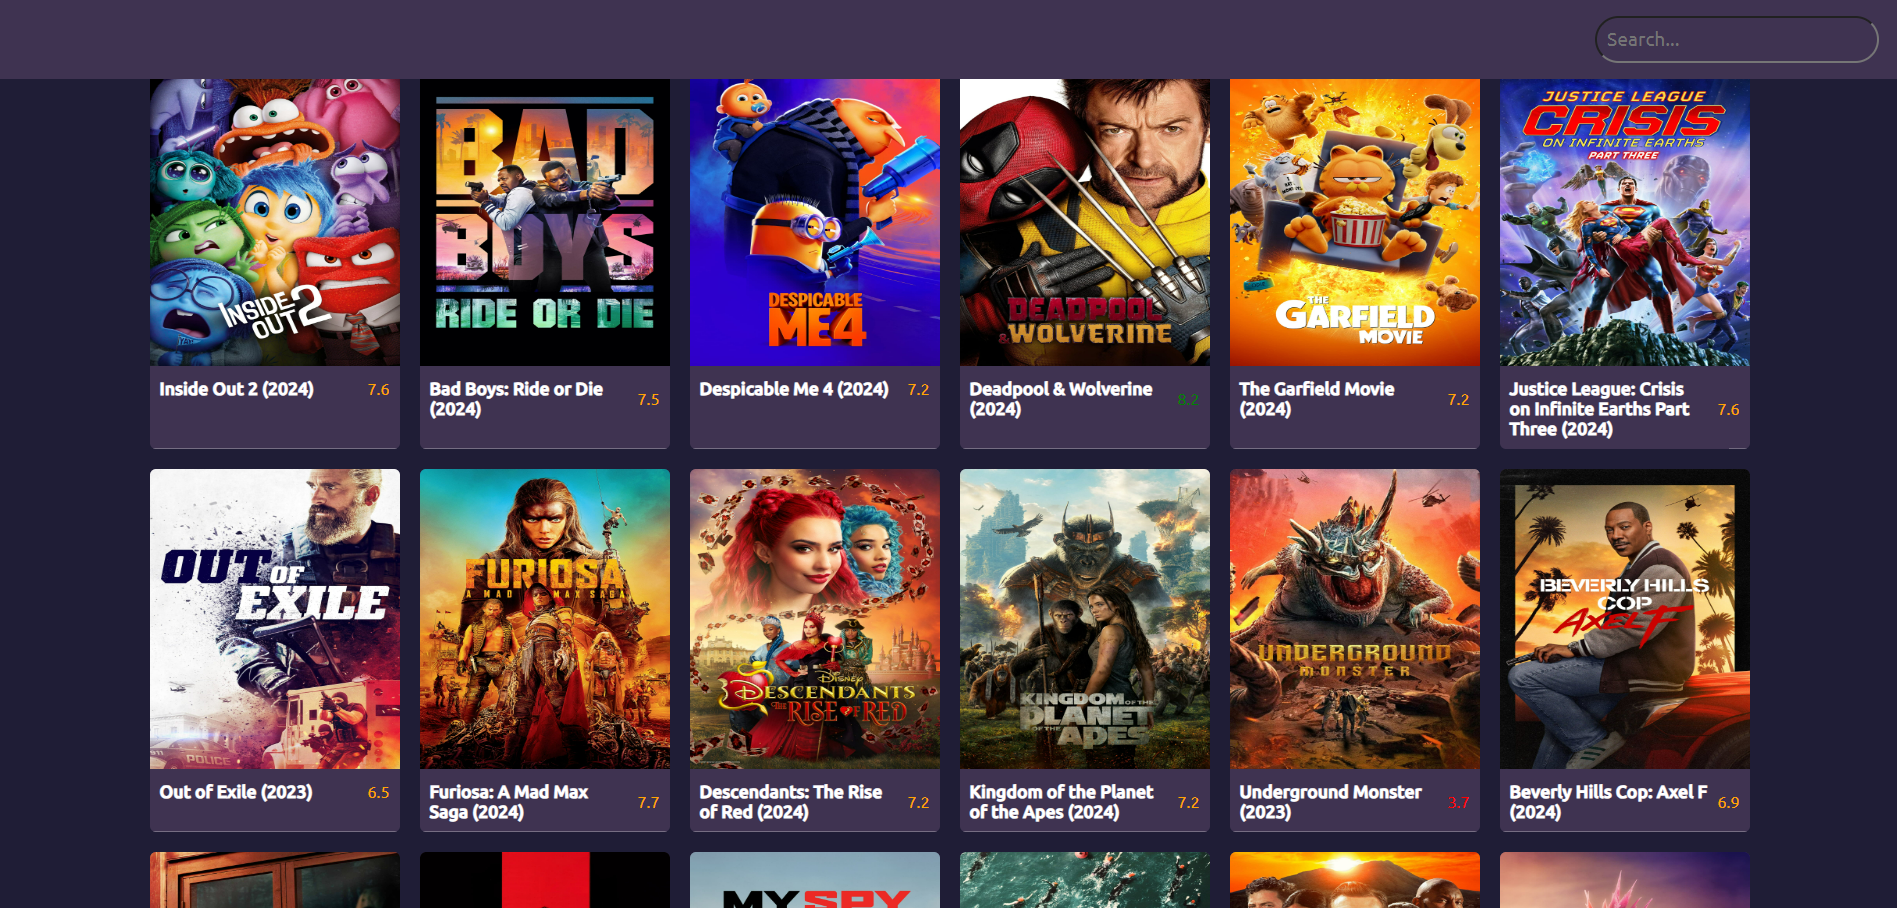 Search...
INSIDE
OUT 2
BAD
BOYS
RIDE OR DIE
DESPICABLE
ME 4
DEADPOOL
& WOLVERINE
THE
GARFIELD
MOVIE
JUSTICE LEAGUE
CRISIS
ON INFINITE EARTHS
PART THREE
Inside Out 2 (2024) 7.6
Bad Boys: Ride or Die
(2024)
7.5
Despicable Me 4 (2024) 7.2
Deadpool & Wolverine
(2024)
8.2
The Garfield Movie
(2024)
7.2
Justice League: Crisis
on Infinite Earths Part
Three (2024)
7.6
OUT OF
EXILE
POLICE
FURIOSA
A MAD MAX SAGA
DISNEY
DESCENDANTS
THE RISE OF RED
KINGDOM OF THE
PLANET
OF THE APES
UNDERGROUND
MONSTER
BEVERLY HILLS
COP
AXEL F
Out of Exile (2023) 6.5
Furiosa: A Mad Max
Saga (2024)
7.7
Descendants: The Rise
of Red (2024)
7.2
Kingdom of the Planet
of the Apes (2024)
7.2
Underground Monster
(2023)
3.7
Beverly Hills Cop: Axel F
(2024)
6.9
MY SPY